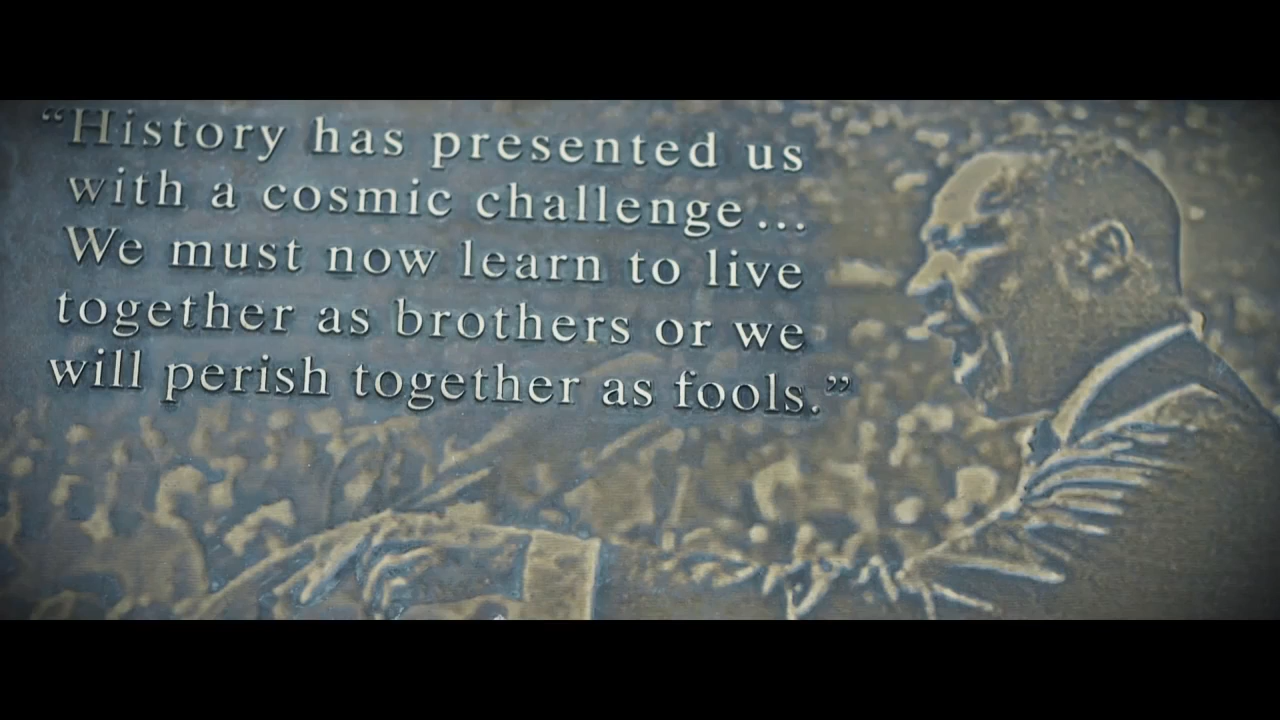 “History has presented us
with a cosmic challenge...
We must now learn to live
together as brothers or we
will perish together as fools.”